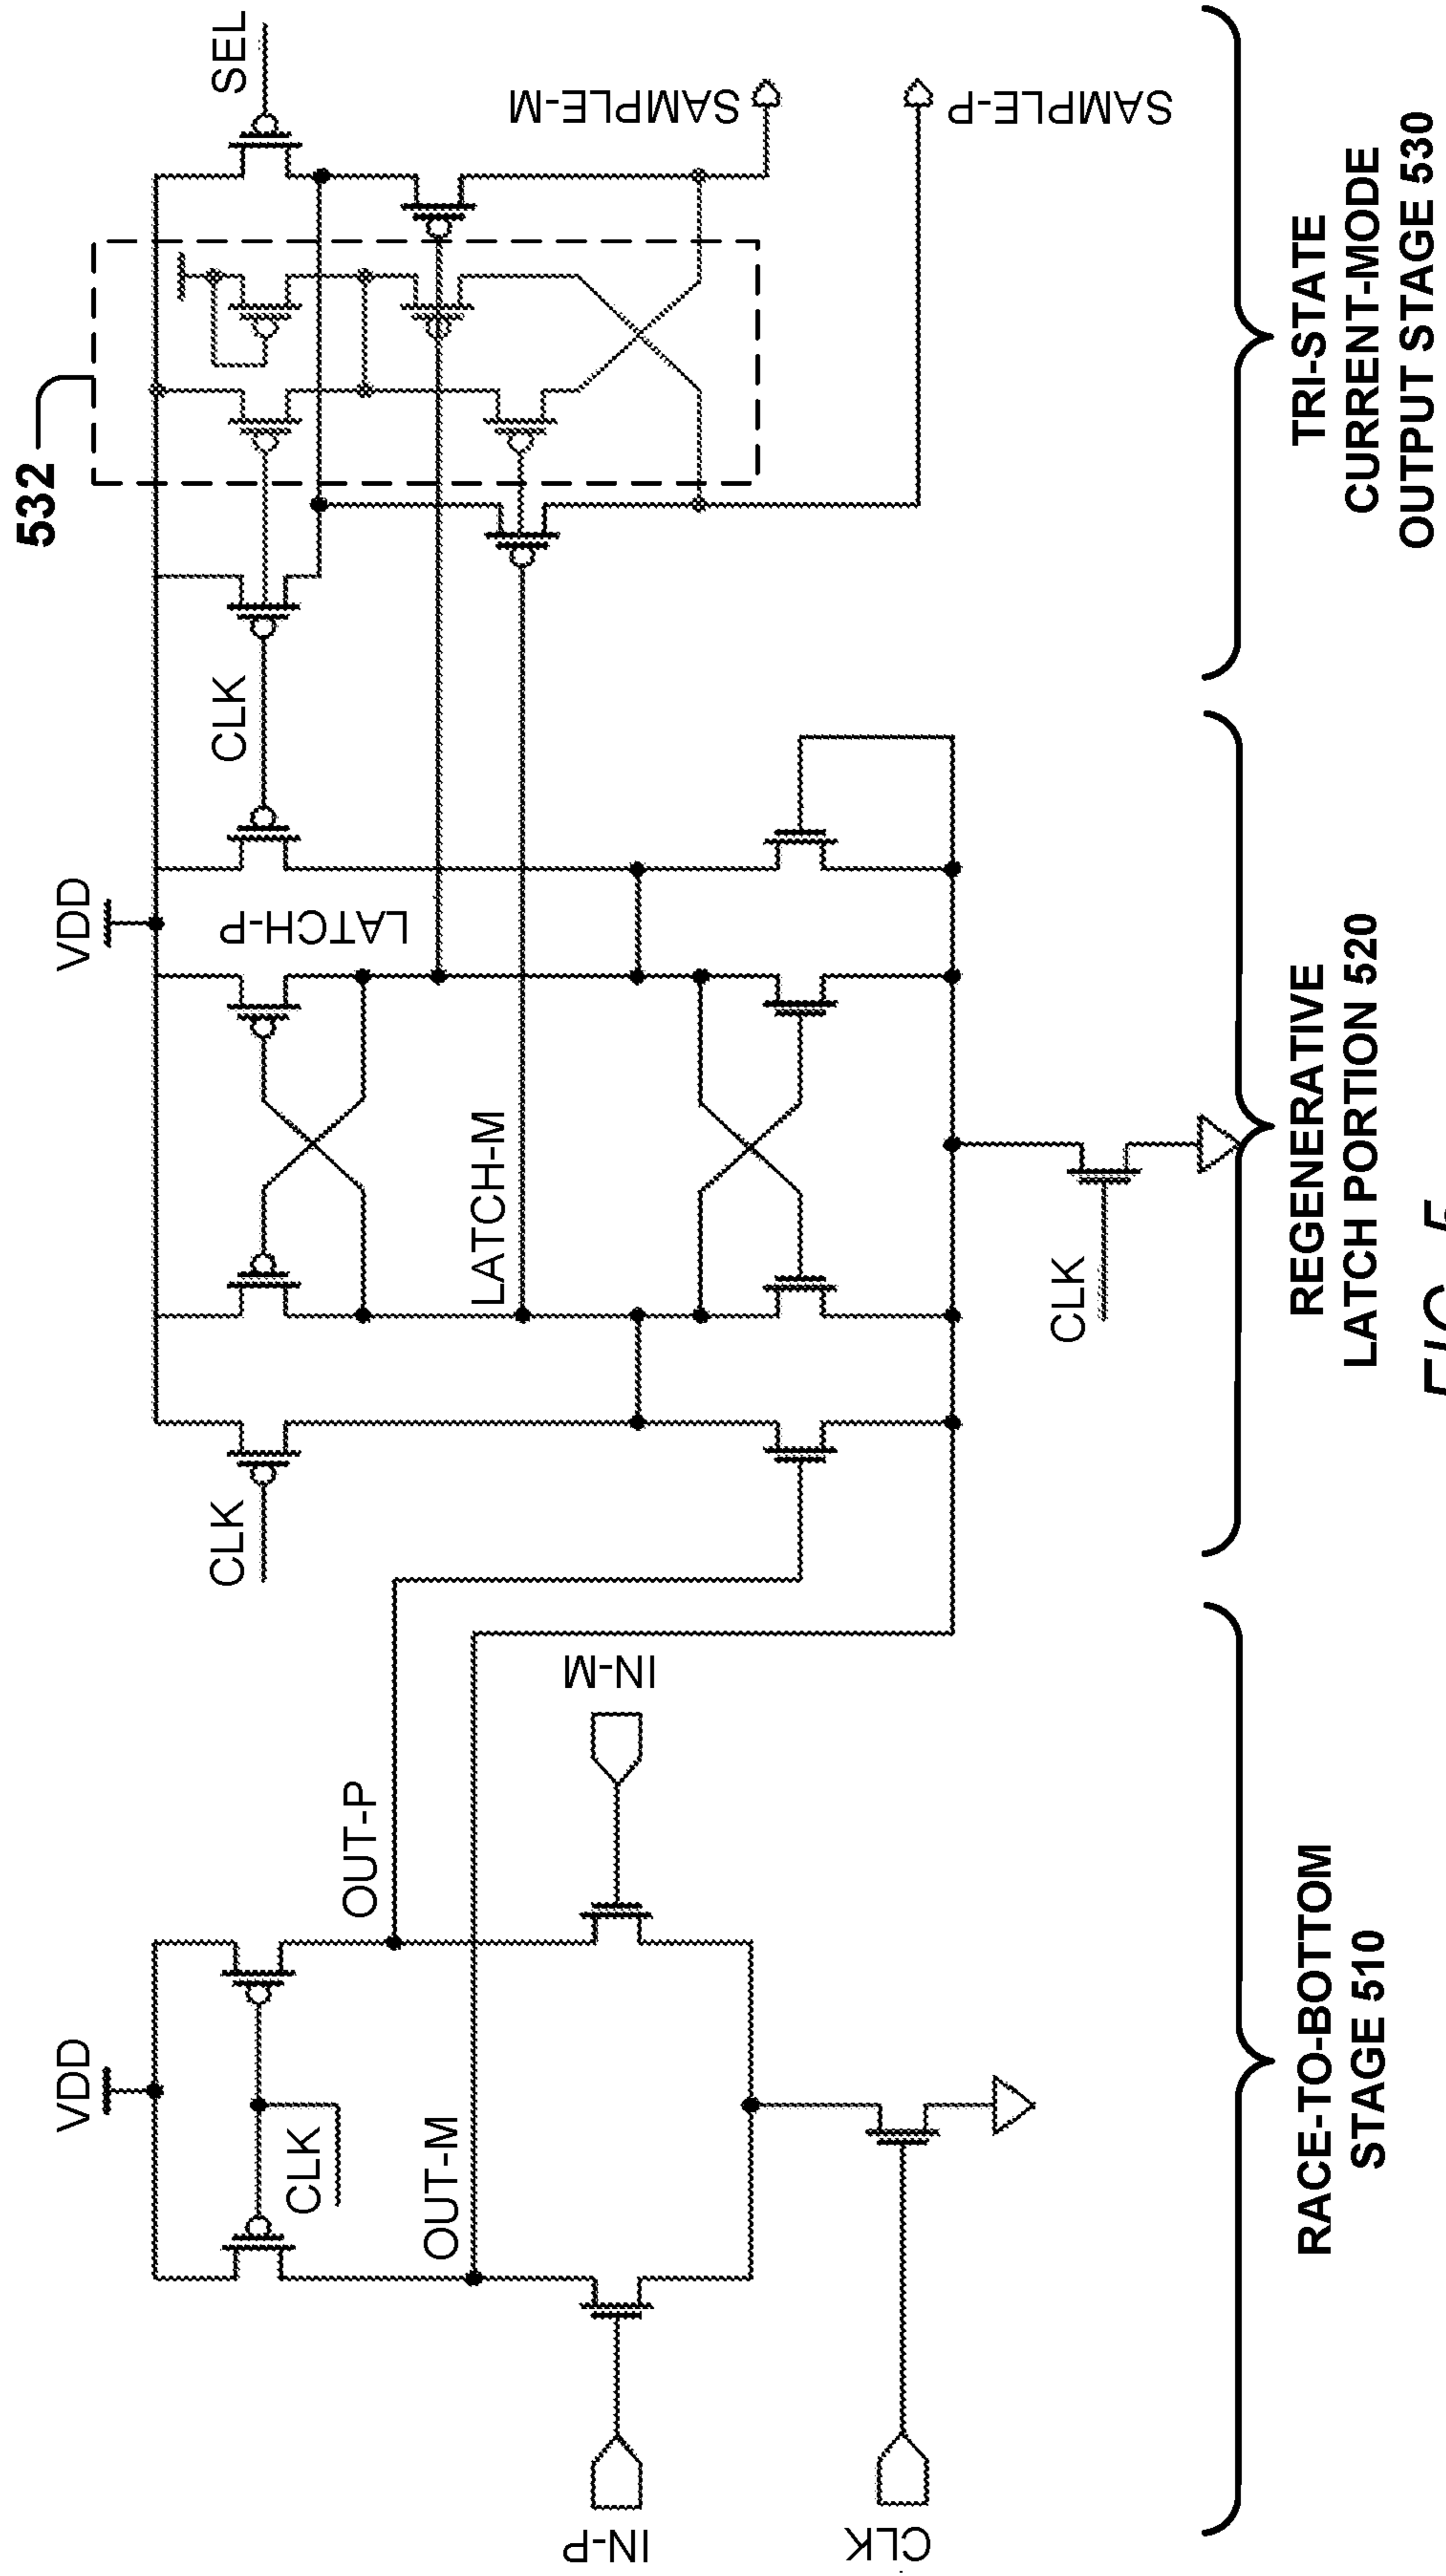 532
VDD
VDD
CLK
CLK
SEL
CLK
OUT-P
OUT-M
LATCH-P
LATCH-M
IN-P
IN-M
CLK
CLK
SAMPLE-M
SAMPLE-P
RACE-TO-BOTTOM
STAGE 510
REGENERATIVE
LATCH PORTION 520
TRI-STATE
CURRENT-MODE
OUTPUT STAGE 530